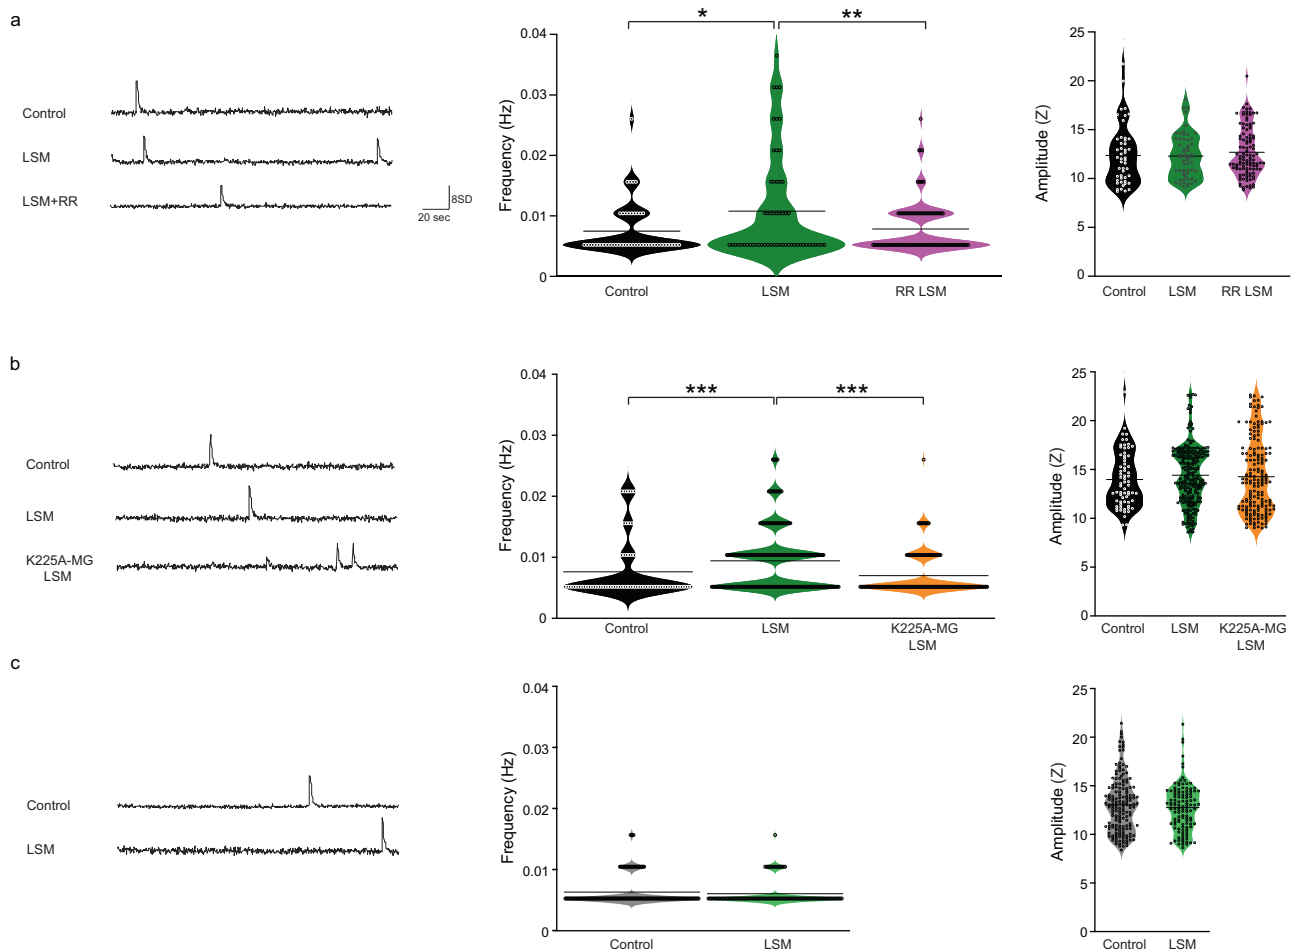 a
Control
LSM
LSM+RR
8SD
20 sec
Frequency (Hz)
0.04
0.03
0.02
0.01
0
*
**
Control
LSM
RR LSM
Amplitude (Z)
25
20
15
10
5
0
Control
LSM
RR LSM
b
Control
LSM
K225A-MG
LSM
Frequency (Hz)
0.04
0.03
0.02
0.01
0
***
***
Control
LSM
K225A-MG
LSM
Amplitude (Z)
25
20
15
10
5
0
Control
LSM
K225A-MG
LSM
c
Control
LSM
Frequency (Hz)
0.04
0.03
0.02
0.01
0
Control
LSM
Amplitude (Z)
25
20
15
10
5
0
Control
LSM